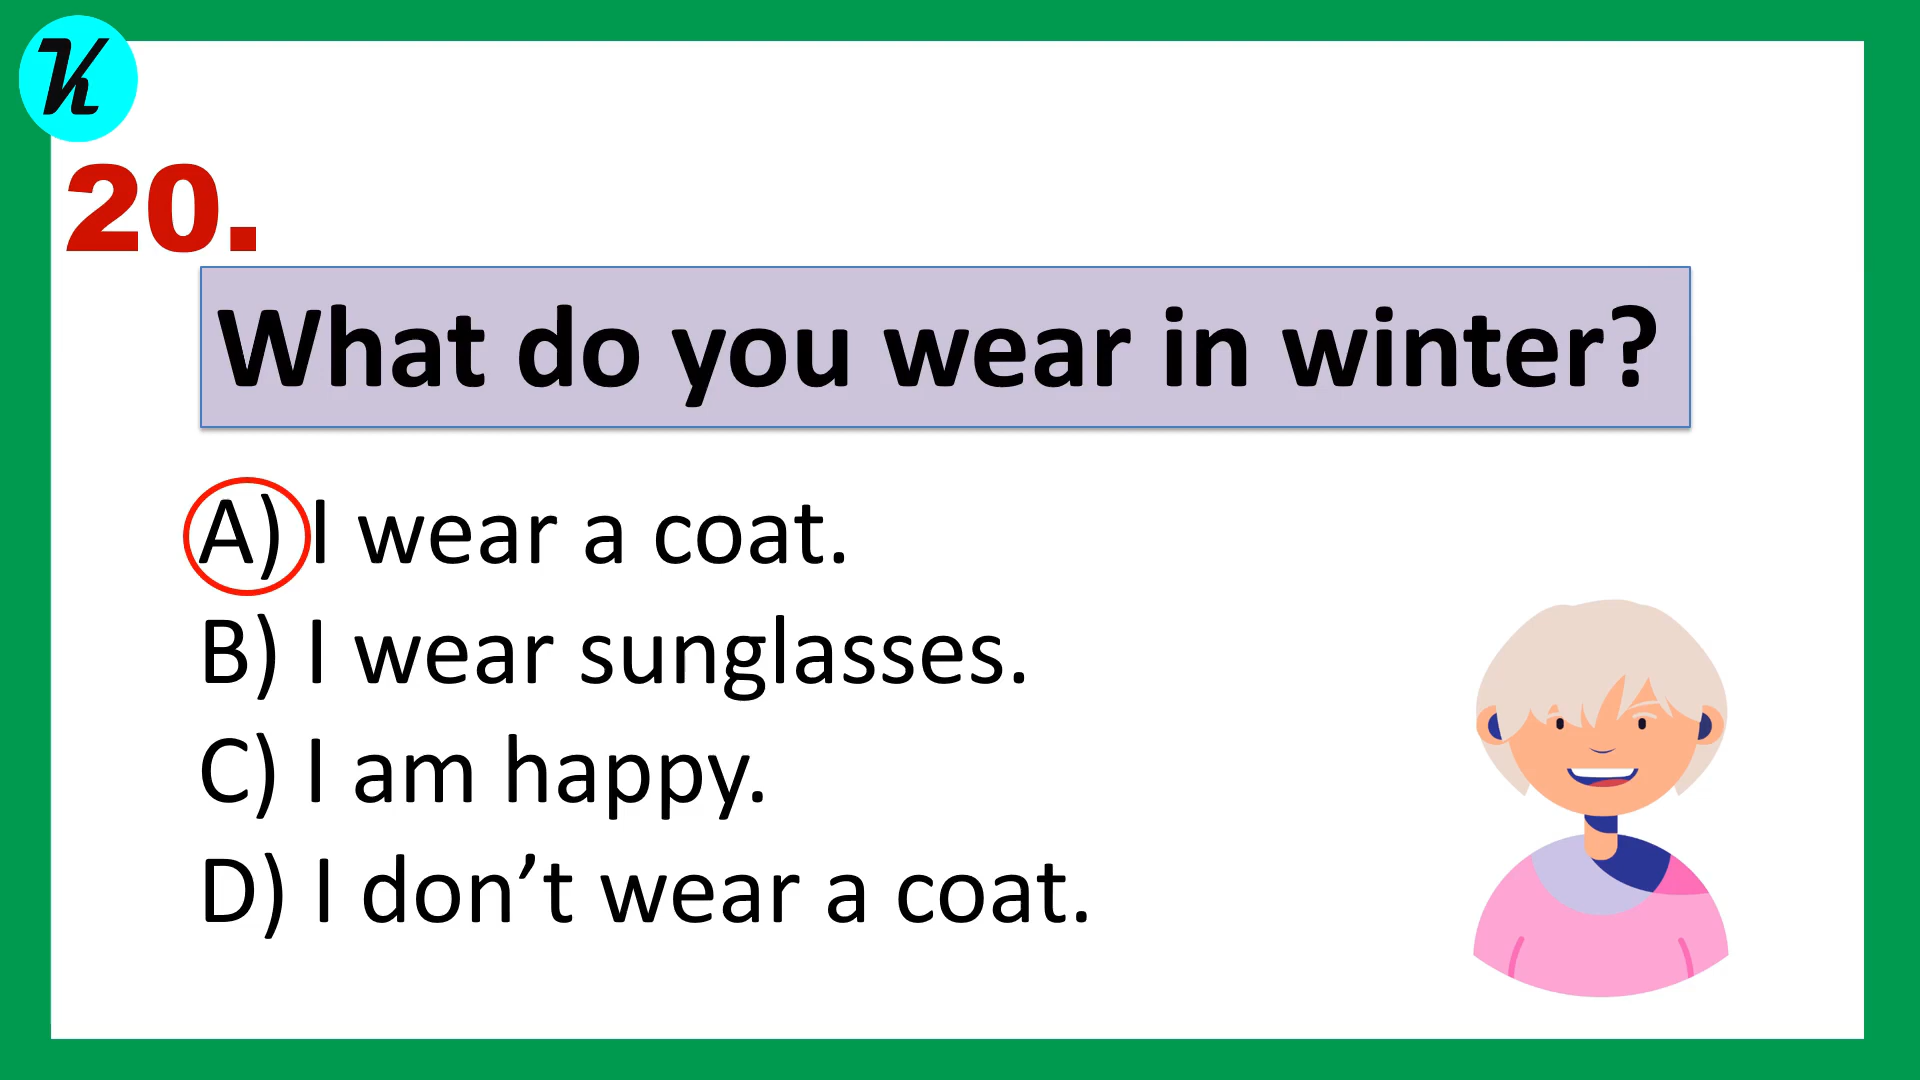 K
20.
What do you wear in winter?
A) I wear a coat.
B) I wear sunglasses.
C) I am happy.
D) I don’t wear a coat.